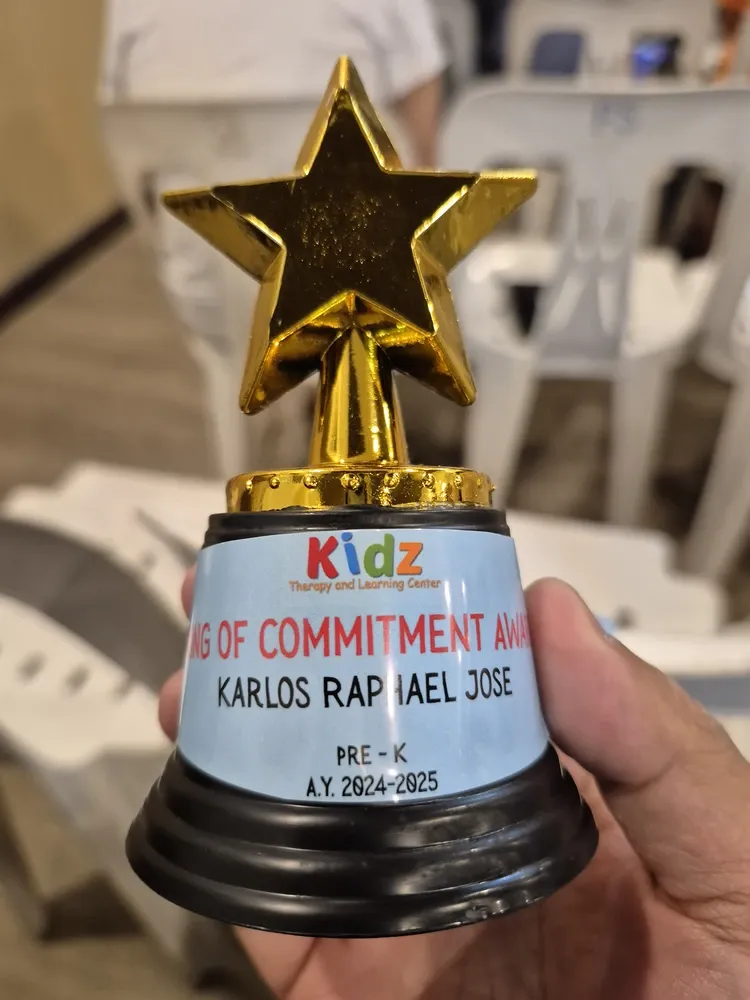 Kidz
Therapy and Learning Center
OF COMMITMENT
KARLOS RAPHAEL JOSE
PRE - K
A.Y. 2024-2025